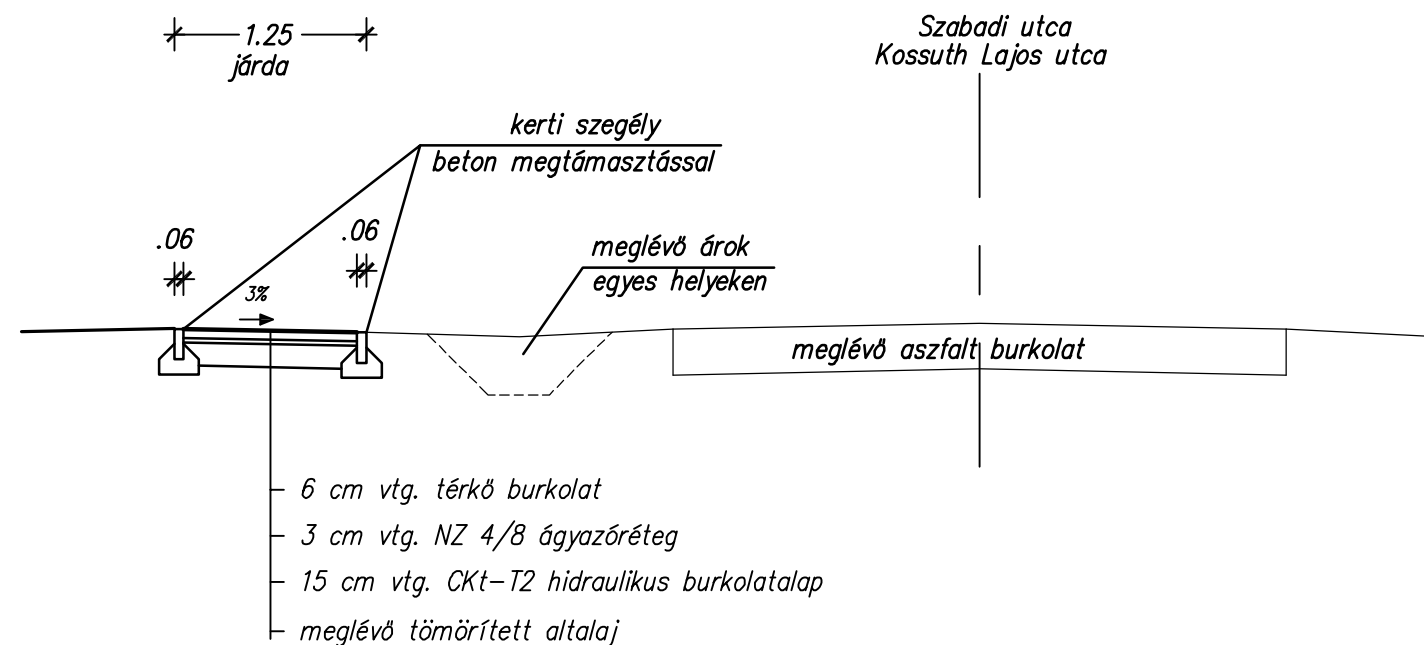 1.25
járda
Szabadi utca
Kossuth Lajos utca
kerti szegély
beton megtámasztással
.06
.06
3%
meglévő árok
egyes helyeken
meglévő aszfalt burkolat
6 cm vtg. térkő burkolat
3 cm vtg. NZ 4/8 ágyazóréteg
15 cm vtg. CKt-T2 hidraulikus burkolatalap
meglévő tömörített altalaj